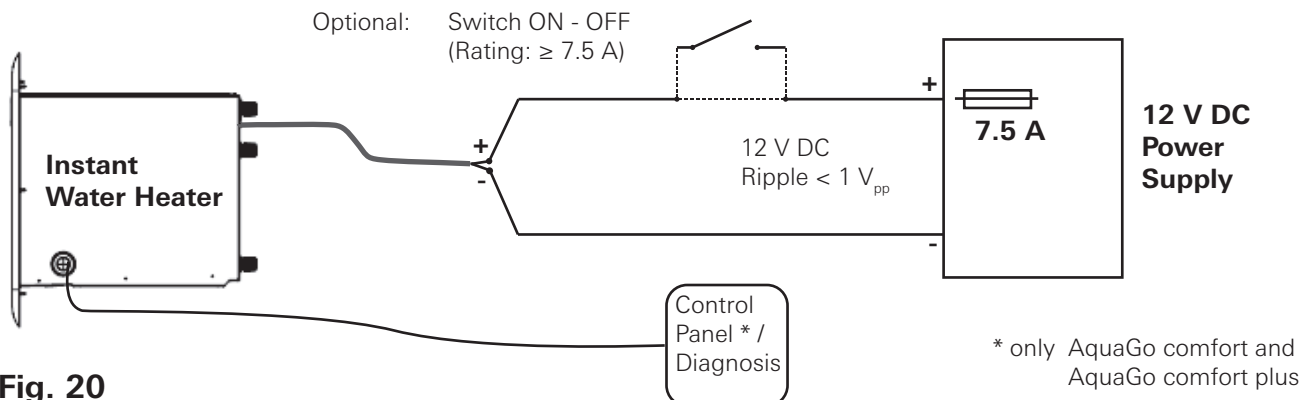 Optional: Switch ON - OFF
(Rating: ≥ 7.5 A)
+
7.5 A
12 V DC
Power
Supply
Instant
Water Heater
+
-
12 V DC
Ripple < 1 Vpp
-
Control
Panel * /
Diagnosis
* only AquaGo comfort and
AquaGo comfort plus
Fig. 20